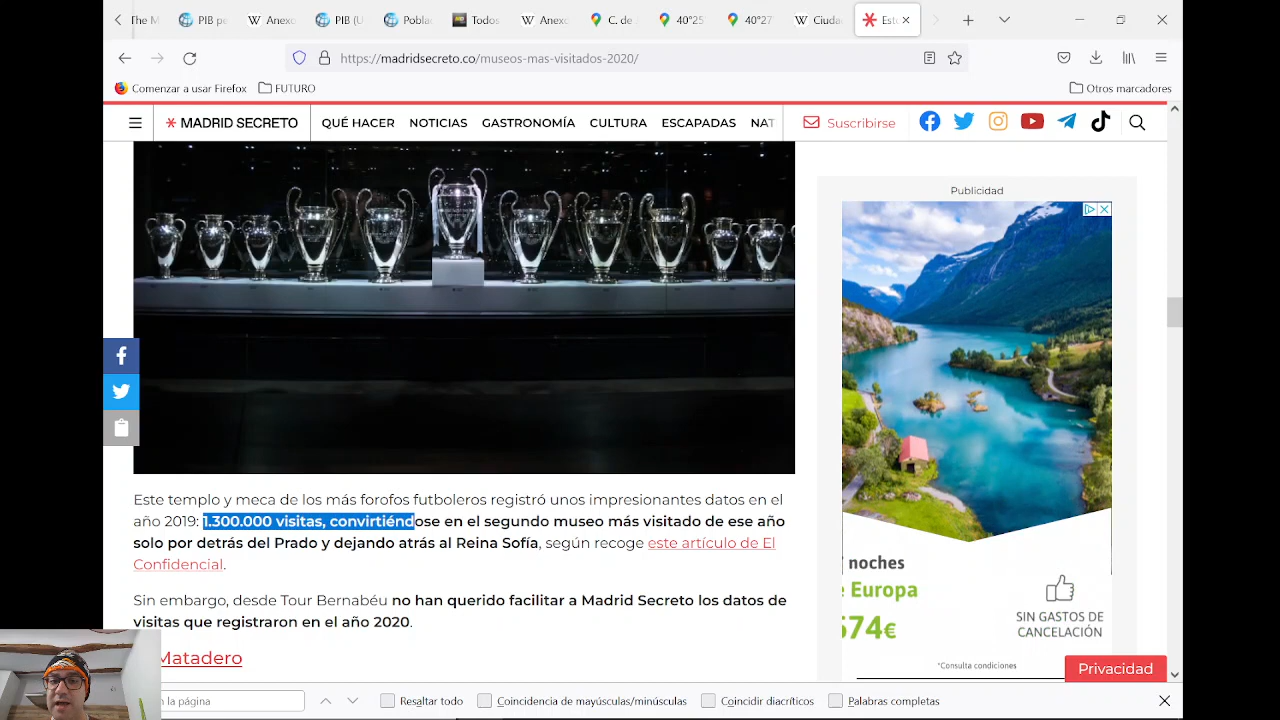 The M
PIB pe
Anexo
PIB (U
Poblac
Todos
Anexo
C. de
40°25'
40°27
Ciuda
Este
https://madridsecreto.co/museos-mas-visitados-2020/
Comenzar a usar Firefox
FUTURO
Otros marcadores
MADRID SECRETO
QUÉ HACER
NOTICIAS
GASTRONOMÍA
CULTURA
ESCAPADAS
NAT
Suscribirse
Publicidad
Este templo y meca de los más forofos futboleros registró unos impresionantes datos en el
año 2019: 1.300.000 visitas, convirtiéndose en el segundo museo más visitado de ese año
solo por detrás del Prado y dejando atrás al Reina Sofía, según recoge este artículo de El
Confidencial.
Sin embargo, desde Tour Bernabéu no han querido facilitar a Madrid Secreto los datos de
visitas que registraron en el año 2020.
Matadero
noches
e Europa
674€
SIN GASTOS DE
CANCELACIÓN
*Consulta condiciones
Privacidad
n la página
Resaltar todo
Coincidencia de mayúsculas/minúsculas
Coincidir diacríticos
Palabras completas